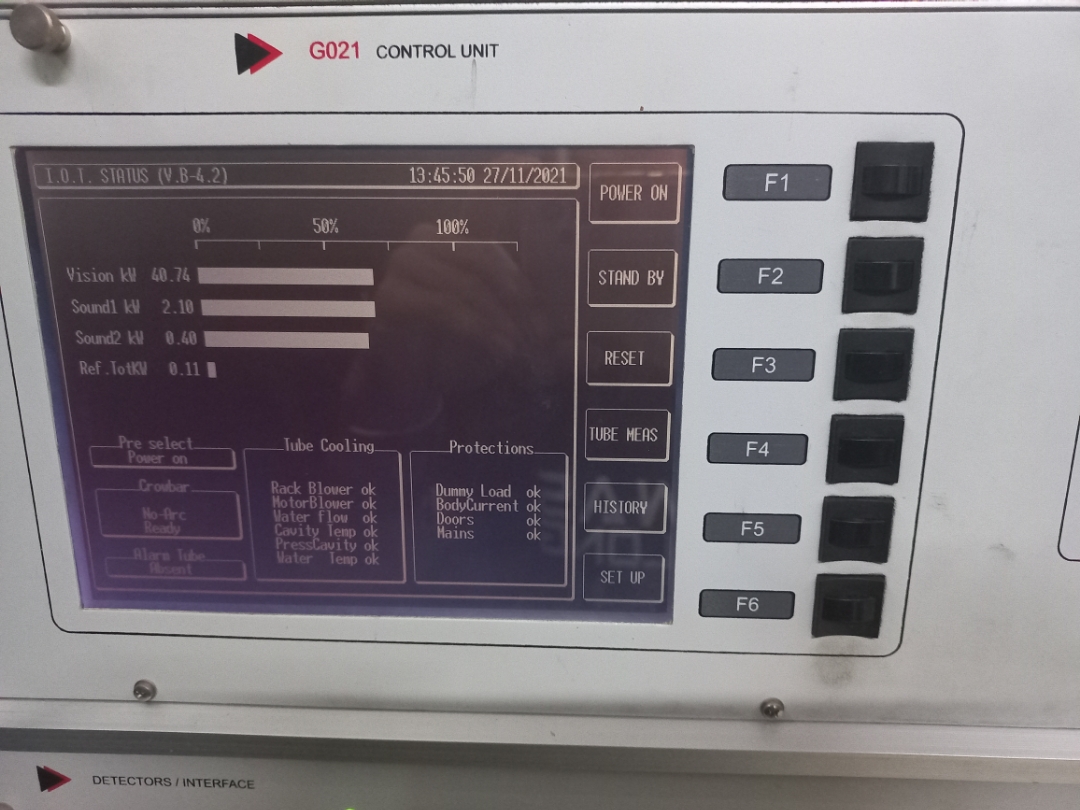 G021 CONTROL UNIT
I.O.T. STATUS (V.B-4.2) 13:45:50 27/11/2021
0% 50% 100%
Vision kW 40.74
Sound1 kW 2.10
Sound2 kW 0.40
Ref.TotKW 0.11
Pre select
Power on
Crowbar
No-Arc
Ready
Alarm Tube
Absent
Tube Cooling
Rack Blower ok
MotorBlower ok
Water flow ok
Cavity Temp ok
PressCavity ok
Water Temp ok
Protections
Dummy Load ok
BodyCurrent ok
Doors ok
Mains ok
POWER ON
STAND BY
RESET
TUBE MEAS
HISTORY
SET UP
F1
F2
F3
F4
F5
F6
DETECTORS / INTERFACE